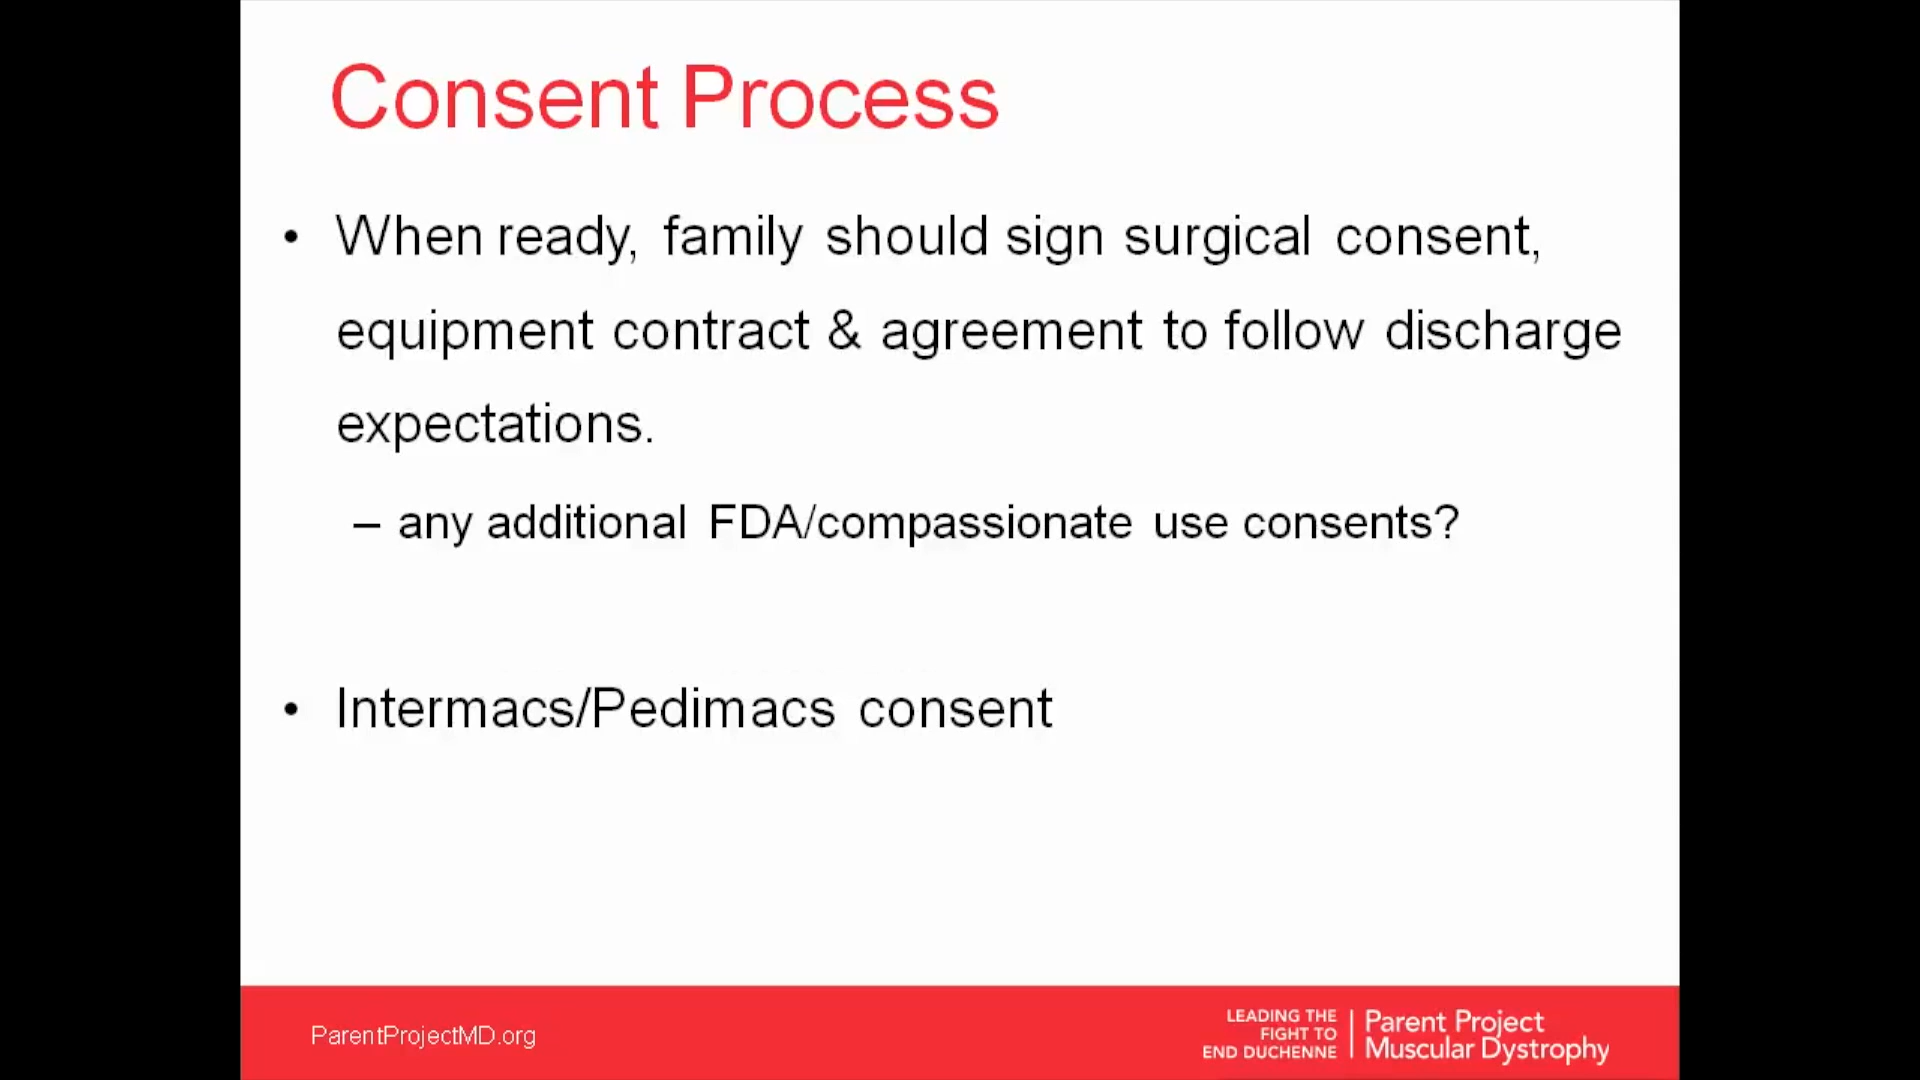 Consent Process
• When ready, family should sign surgical consent,
equipment contract & agreement to follow discharge
expectations.
– any additional FDA/compassionate use consents?
• Intermacs/Pedimacs consent
ParentProjectMD.org
LEADING THE
FIGHT TO
END DUCHENNE
Parent Project
Muscular Dystrophy